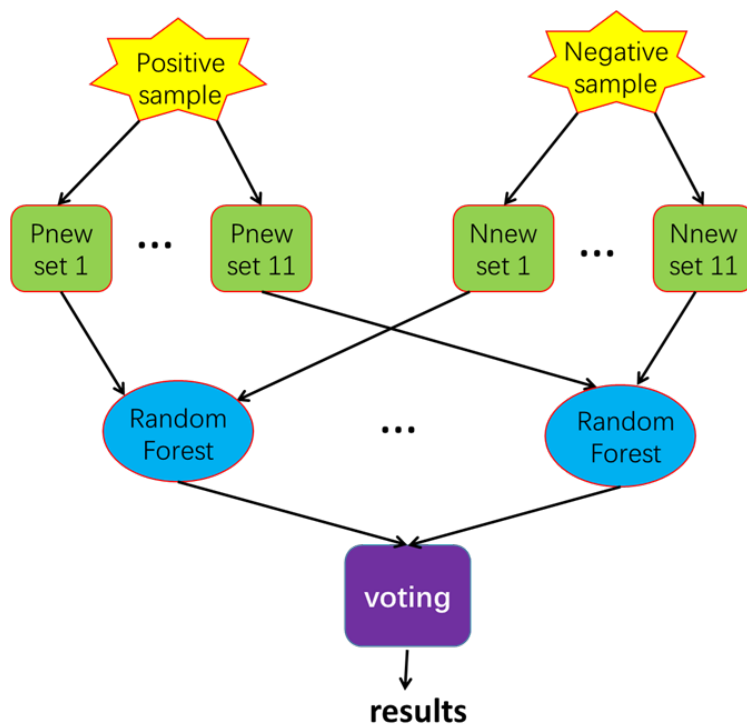 Positive
sample
Negative
sample
Pnew
set 1
...
Pnew
set 11
Nnew
set 1
...
Nnew
set 11
Random
Forest
...
Random
Forest
voting
results